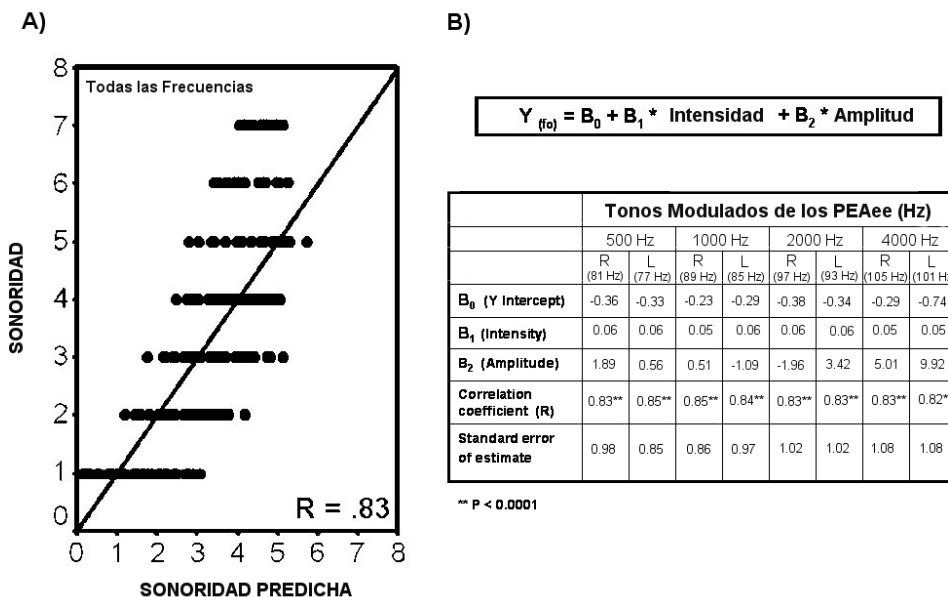 A)
8
7
6
5
4
3
2
1
0
Todas las Frecuencias
SONORIDAD
R = .83
0 1 2 3 4 5 6 7 8
SONORIDAD PREDICHA
B)
Y (fo) = B0 + B1 * Intensidad + B2 * Amplitud
Tonos Modulados de los PEAee (Hz)
500 Hz 1000 Hz 2000 Hz 4000 Hz
R L R L R L R L
(81 Hz) (77 Hz) (89 Hz) (85 Hz) (97 Hz) (93 Hz) (105 Hz) (101 Hz
B0 (Y Intercept) -0.36 -0.33 -0.23 -0.29 -0.38 -0.34 -0.29 -0.74
B1 (Intensity) 0.06 0.06 0.05 0.06 0.06 0.06 0.05 0.05
B2 (Amplitude) 1.89 0.56 0.51 -1.09 -1.96 3.42 5.01 9.92
Correlation
coefficient (R) 0.83** 0.85** 0.85** 0.84** 0.83** 0.83** 0.83** 0.82*
Standard error
of estimate 0.98 0.85 0.86 0.97 1.02 1.02 1.08 1.08
** P < 0.0001